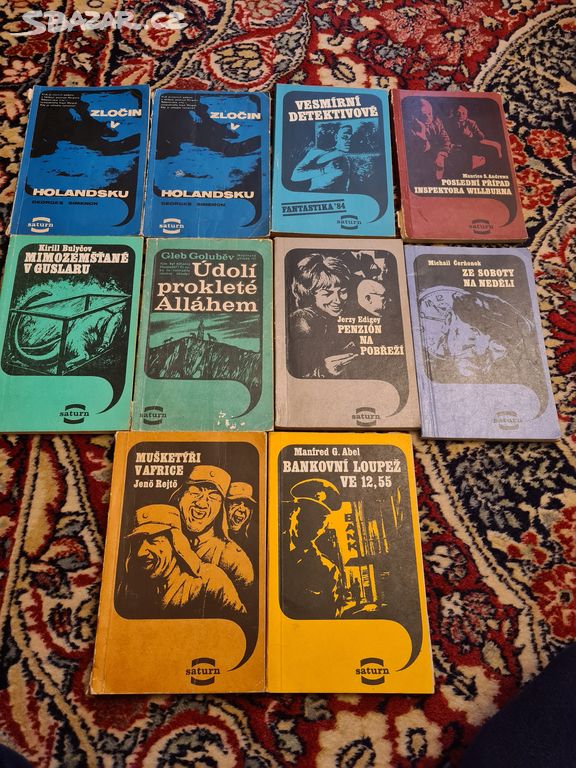 SBAZAR.CZ
ZLOČIN
V
HOLANDSKU
GEORGES SIMENON
saturn
ZLOČIN
V
HOLANDSKU
GEORGES SIMENON
saturn
VESMÍRNÍ
DETEKTIVOVÉ
FANTASTIKA '84
saturn
Maurice S. Andrews
POSLEDNÍ PŘÍPAD
INSPEKTORA WILLBURNA
saturn
Kirill Bulyčov
MIMOZEMŠŤANÉ
V GUSLARU
saturn
Gleb Goluběv
Údolí
prokleté
Alláhem
saturn
Jerzy Edigey
PENZIÓN
NA
POBŘEŽÍ
saturn
Michail Čerňonok
ZE SOBOTY
NA NEDĚLI
saturn
MUŠKETÝŘI
V AFRICE
Jenö Rejtö
saturn
Manfred G. Abel
BANKOVNÍ LOUPEŽ
VE 12,55
BANK
saturn